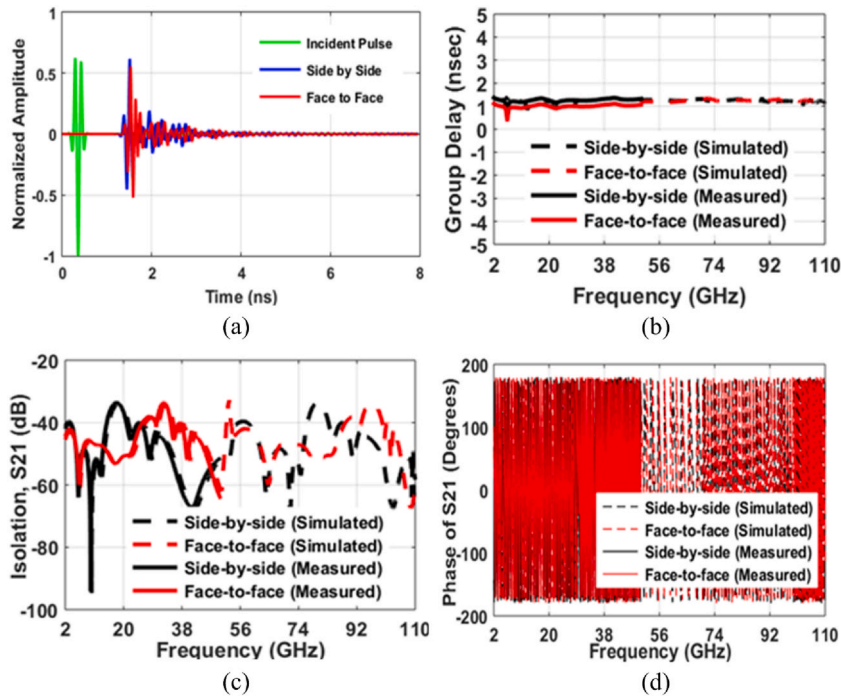 1
0.5
0
-0.5
-1
Normalized Amplitude
Incident Pulse
Side by Side
Face to Face
0 2 4 6 8
Time (ns)
(a)
5
4
3
2
1
0
-1
-2
-3
-4
-5
Group Delay (nsec)
Side-by-side (Simulated)
Face-to-face (Simulated)
Side-by-side (Measured)
Face-to-face (Measured)
2 20 38 56 74 92 110
Frequency (GHz)
(b)
-20
-40
-60
-80
-100
Isolation, S21 (dB)
Side-by-side (Simulated)
Face-to-face (Simulated)
Side-by-side (Measured)
Face-to-face (Measured)
2 20 38 56 74 92 110
Frequency (GHz)
(c)
200
100
0
-100
-200
Phase of S21 (Degrees)
Side-by-side (Simulated)
Face-to-face (Simulated)
Side-by-side (Measured)
Face-to-face (Measured)
2 20 38 56 74 92 110
Frequency (GHz)
(d)